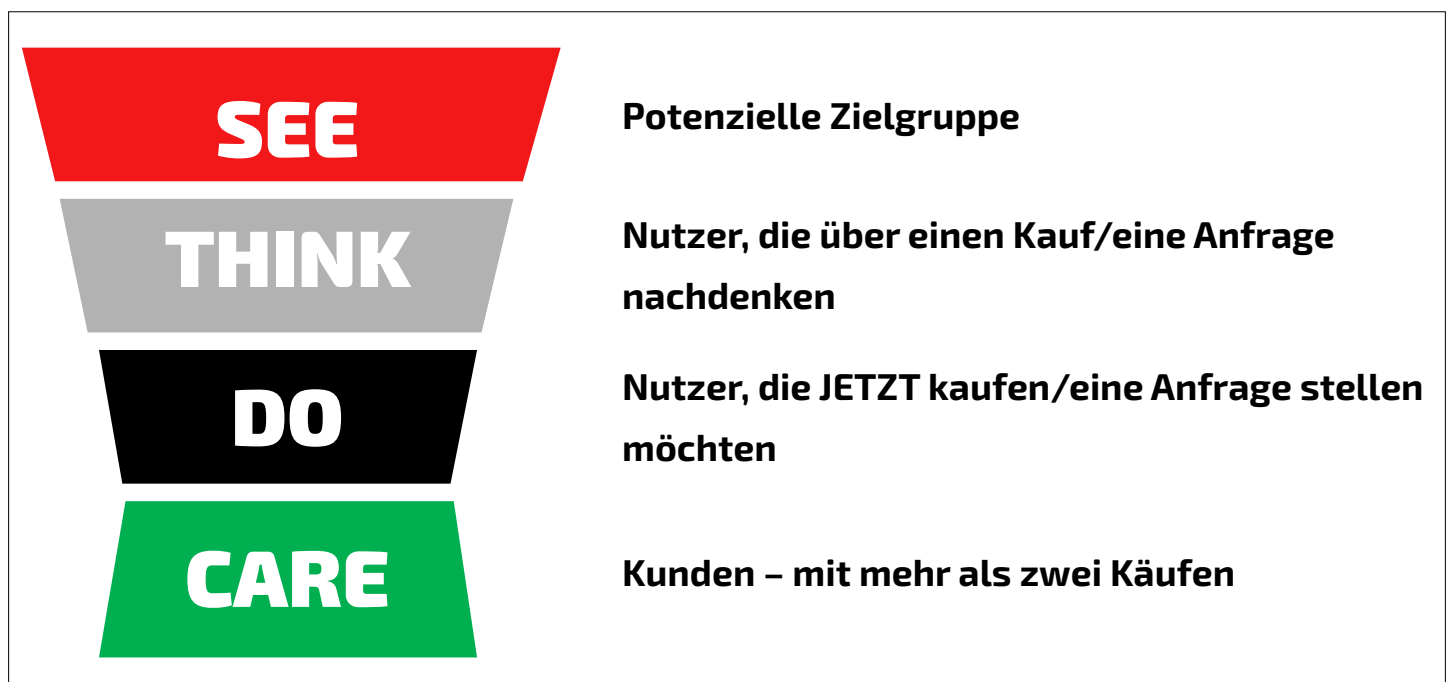 SEE
Potenzielle Zielgruppe
THINK
Nutzer, die über einen Kauf/eine Anfrage
nachdenken
DO
Nutzer, die JETZT kaufen/eine Anfrage stellen
möchten
CARE
Kunden – mit mehr als zwei Käufen